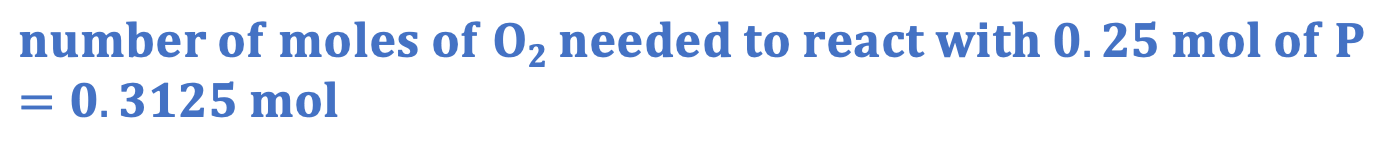 number of moles of O₂ needed to react with 0.25 mol of P
= 0.3125 mol